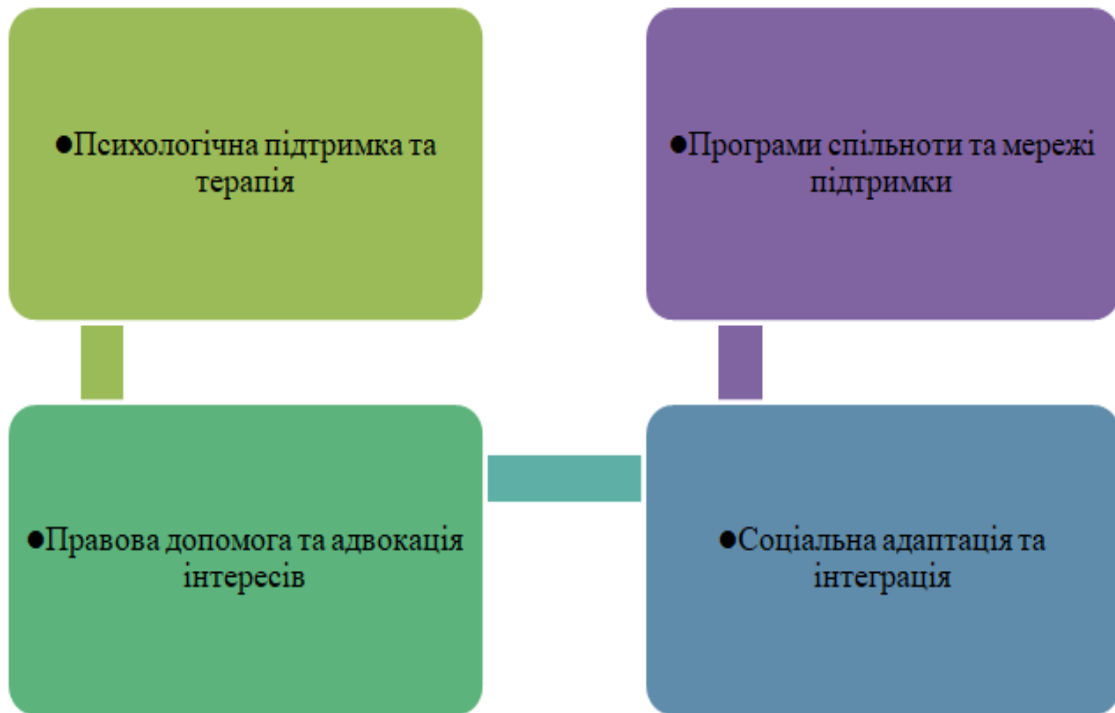 ●Психологічна підтримка та
терапія
●Програми спільноти та мережі
підтримки
●Правова допомога та адвокація
інтересів
●Соціальна адаптація та
інтеграція